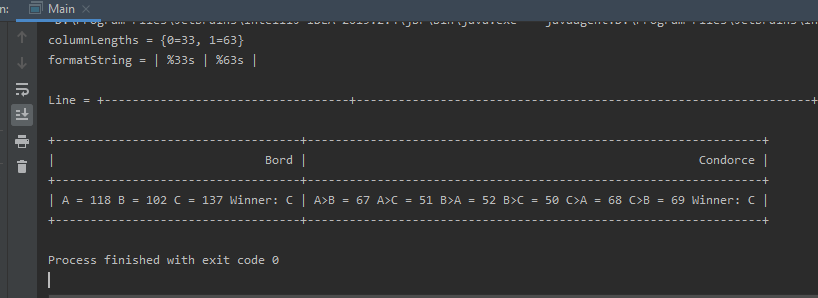 n: Main ×
columnLengths = {0=33, 1=63}
formatString = | %33s | %63s |
Line = +-----------------------------------+-----------------------------------------------------------------+
+-----------------------------------+-----------------------------------------------------------------+
| Bord | Condorce |
+-----------------------------------+-----------------------------------------------------------------+
| A = 118 B = 102 C = 137 Winner: C | A>B = 67 A>C = 51 B>A = 52 B>C = 50 C>A = 68 C>B = 69 Winner: C |
+-----------------------------------+-----------------------------------------------------------------+
Process finished with exit code 0